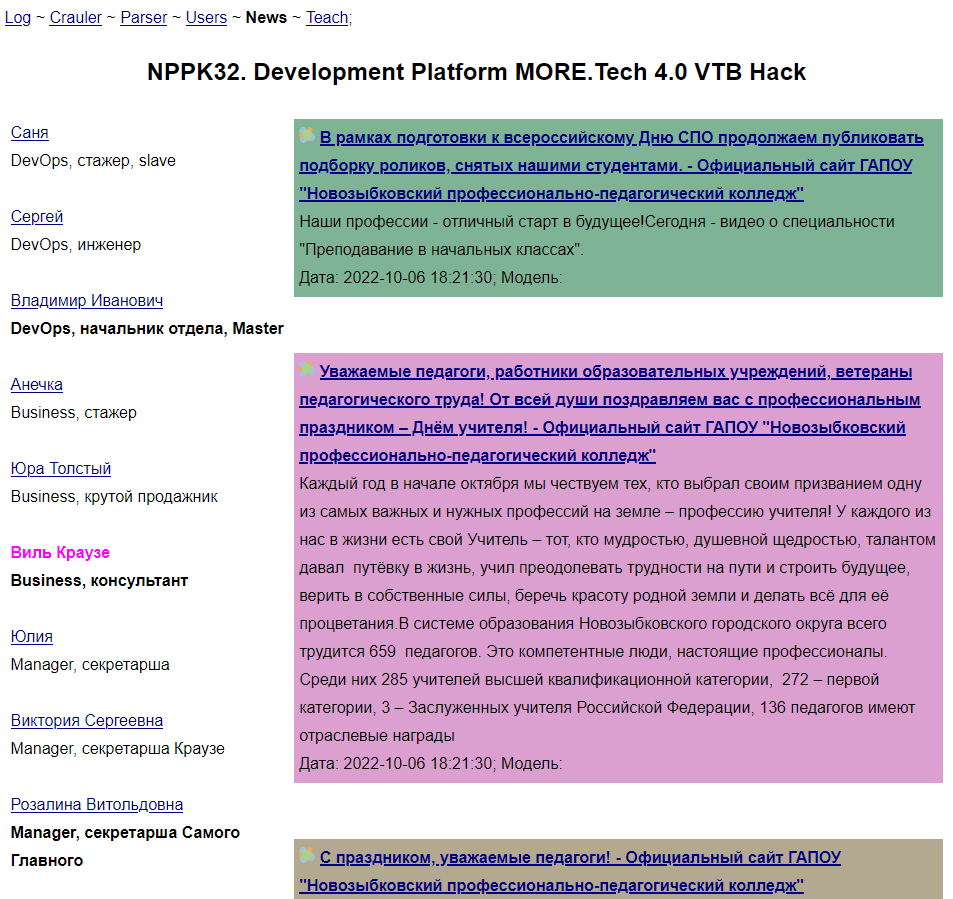 Log ~ Crauler ~ Parser ~ Users ~ News ~ Teach;
NPPK32. Development Platform MORE.Tech 4.0 VTB Hack
Саня
DevOps, стажер, slave
Сергей
DevOps, инженер
Владимир Иванович
DevOps, начальник отдела, Master
Анечка
Business, стажер
Юра Толстый
Business, крутой продажник
Виль Краузе
Business, консультант
Юлия
Manager, секретарша
Виктория Сергеевна
Manager, секретарша Краузе
Розалина Витольдовна
Manager, секретарша Самого
Главного
В рамках подготовки к всероссийскому Дню СПО продолжаем публиковать
подборку роликов, снятых нашими студентами. - Официальный сайт ГАПОУ
"Новозыбковский профессионально-педагогический колледж"
Наши профессии - отличный старт в будущее!Сегодня - видео о специальности
"Преподавание в начальных классах".
Дата: 2022-10-06 18:21:30; Модель:
Уважаемые педагоги, работники образовательных учреждений, ветераны
педагогического труда! От всей души поздравляем вас с профессиональным
праздником – Днём учителя! - Официальный сайт ГАПОУ "Новозыбковский
профессионально-педагогический колледж"
Каждый год в начале октября мы чествуем тех, кто выбрал своим призванием одну
из самых важных и нужных профессий на земле – профессию учителя! У каждого из
нас в жизни есть свой Учитель – тот, кто мудростью, душевной щедростью, талантом
давал  путёвку в жизнь, учил преодолевать трудности на пути и строить будущее,
верить в собственные силы, беречь красоту родной земли и делать всё для её
процветания.В системе образования Новозыбковского городского округа всего
трудится 659  педагогов. Это компетентные люди, настоящие профессионалы.
Среди них 285 учителей высшей квалификационной категории,  272 – первой
категории, 3 – Заслуженных учителя Российской Федерации, 136 педагогов имеют
отраслевые награды
Дата: 2022-10-06 18:21:30; Модель:
С праздником, уважаемые педагоги! - Официальный сайт ГАПОУ
"Новозыбковский профессионально-педагогический колледж"